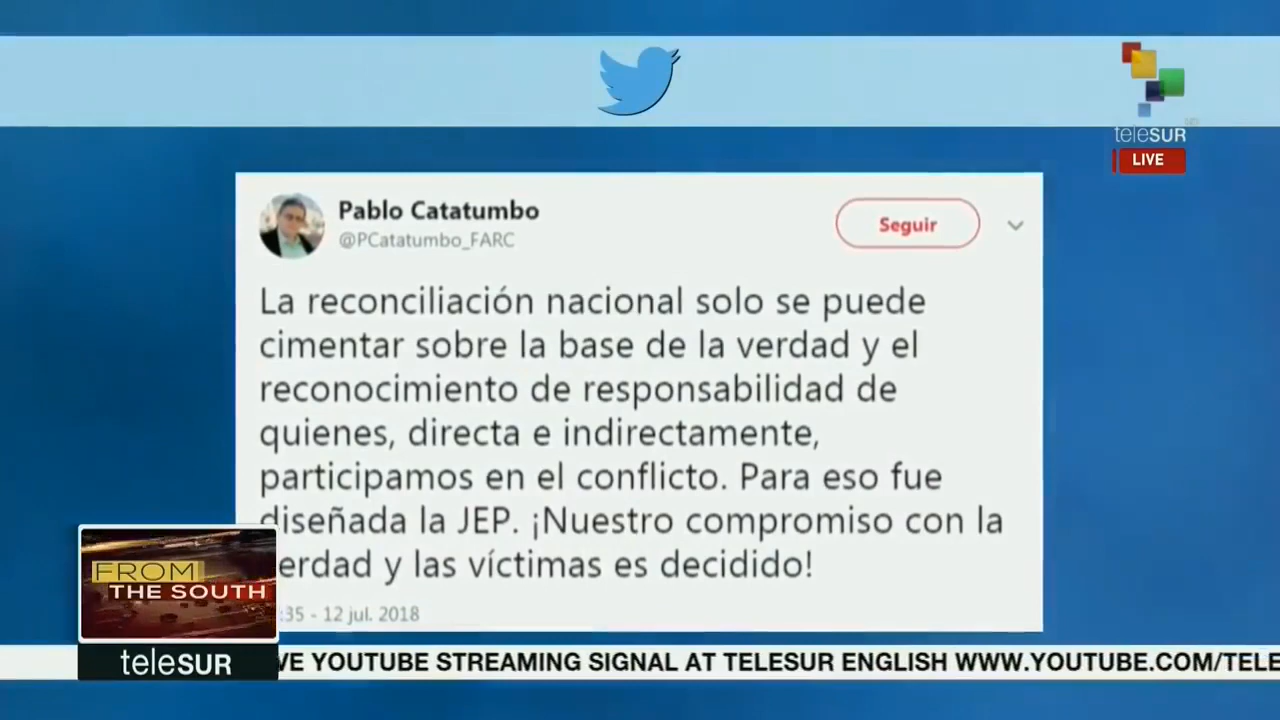 teleSUR
LIVE
Pablo Catatumbo
@PCatatumbo_FARC
Seguir
La reconciliación nacional solo se puede
cimentar sobre la base de la verdad y el
reconocimiento de responsabilidad de
quienes, directa e indirectamente,
participamos en el conflicto. Para eso fue
diseñada la JEP. ¡Nuestro compromiso con la
erdad y las víctimas es decidido!
:35 - 12 jul. 2018
FROM
THE SOUTH
teleSUR
VE YOUTUBE STREAMING SIGNAL AT TELESUR ENGLISH WWW.YOUTUBE.COM/TELE